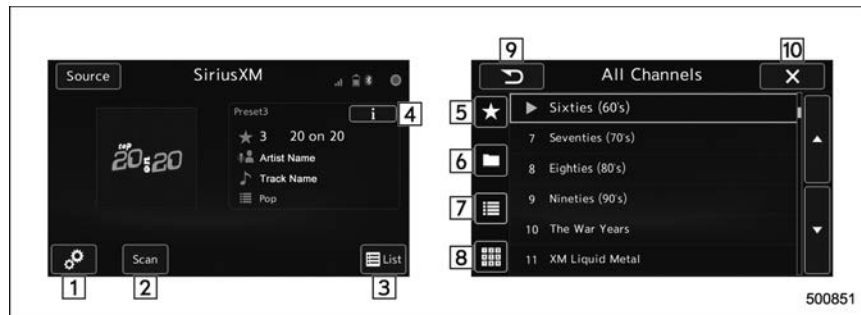 Source
SiriusXM
Preset3
i
4
3 20 on 20
Artist Name
Track Name
Pop
top
20on20
Scan
List
1
2
3
9
10
All Channels
X
5
Sixties (60's)
7 Seventies (70's)
6
8 Eighties (80's)
7
9 Nineties (90's)
10 The War Years
8
11 XM Liquid Metal
500851